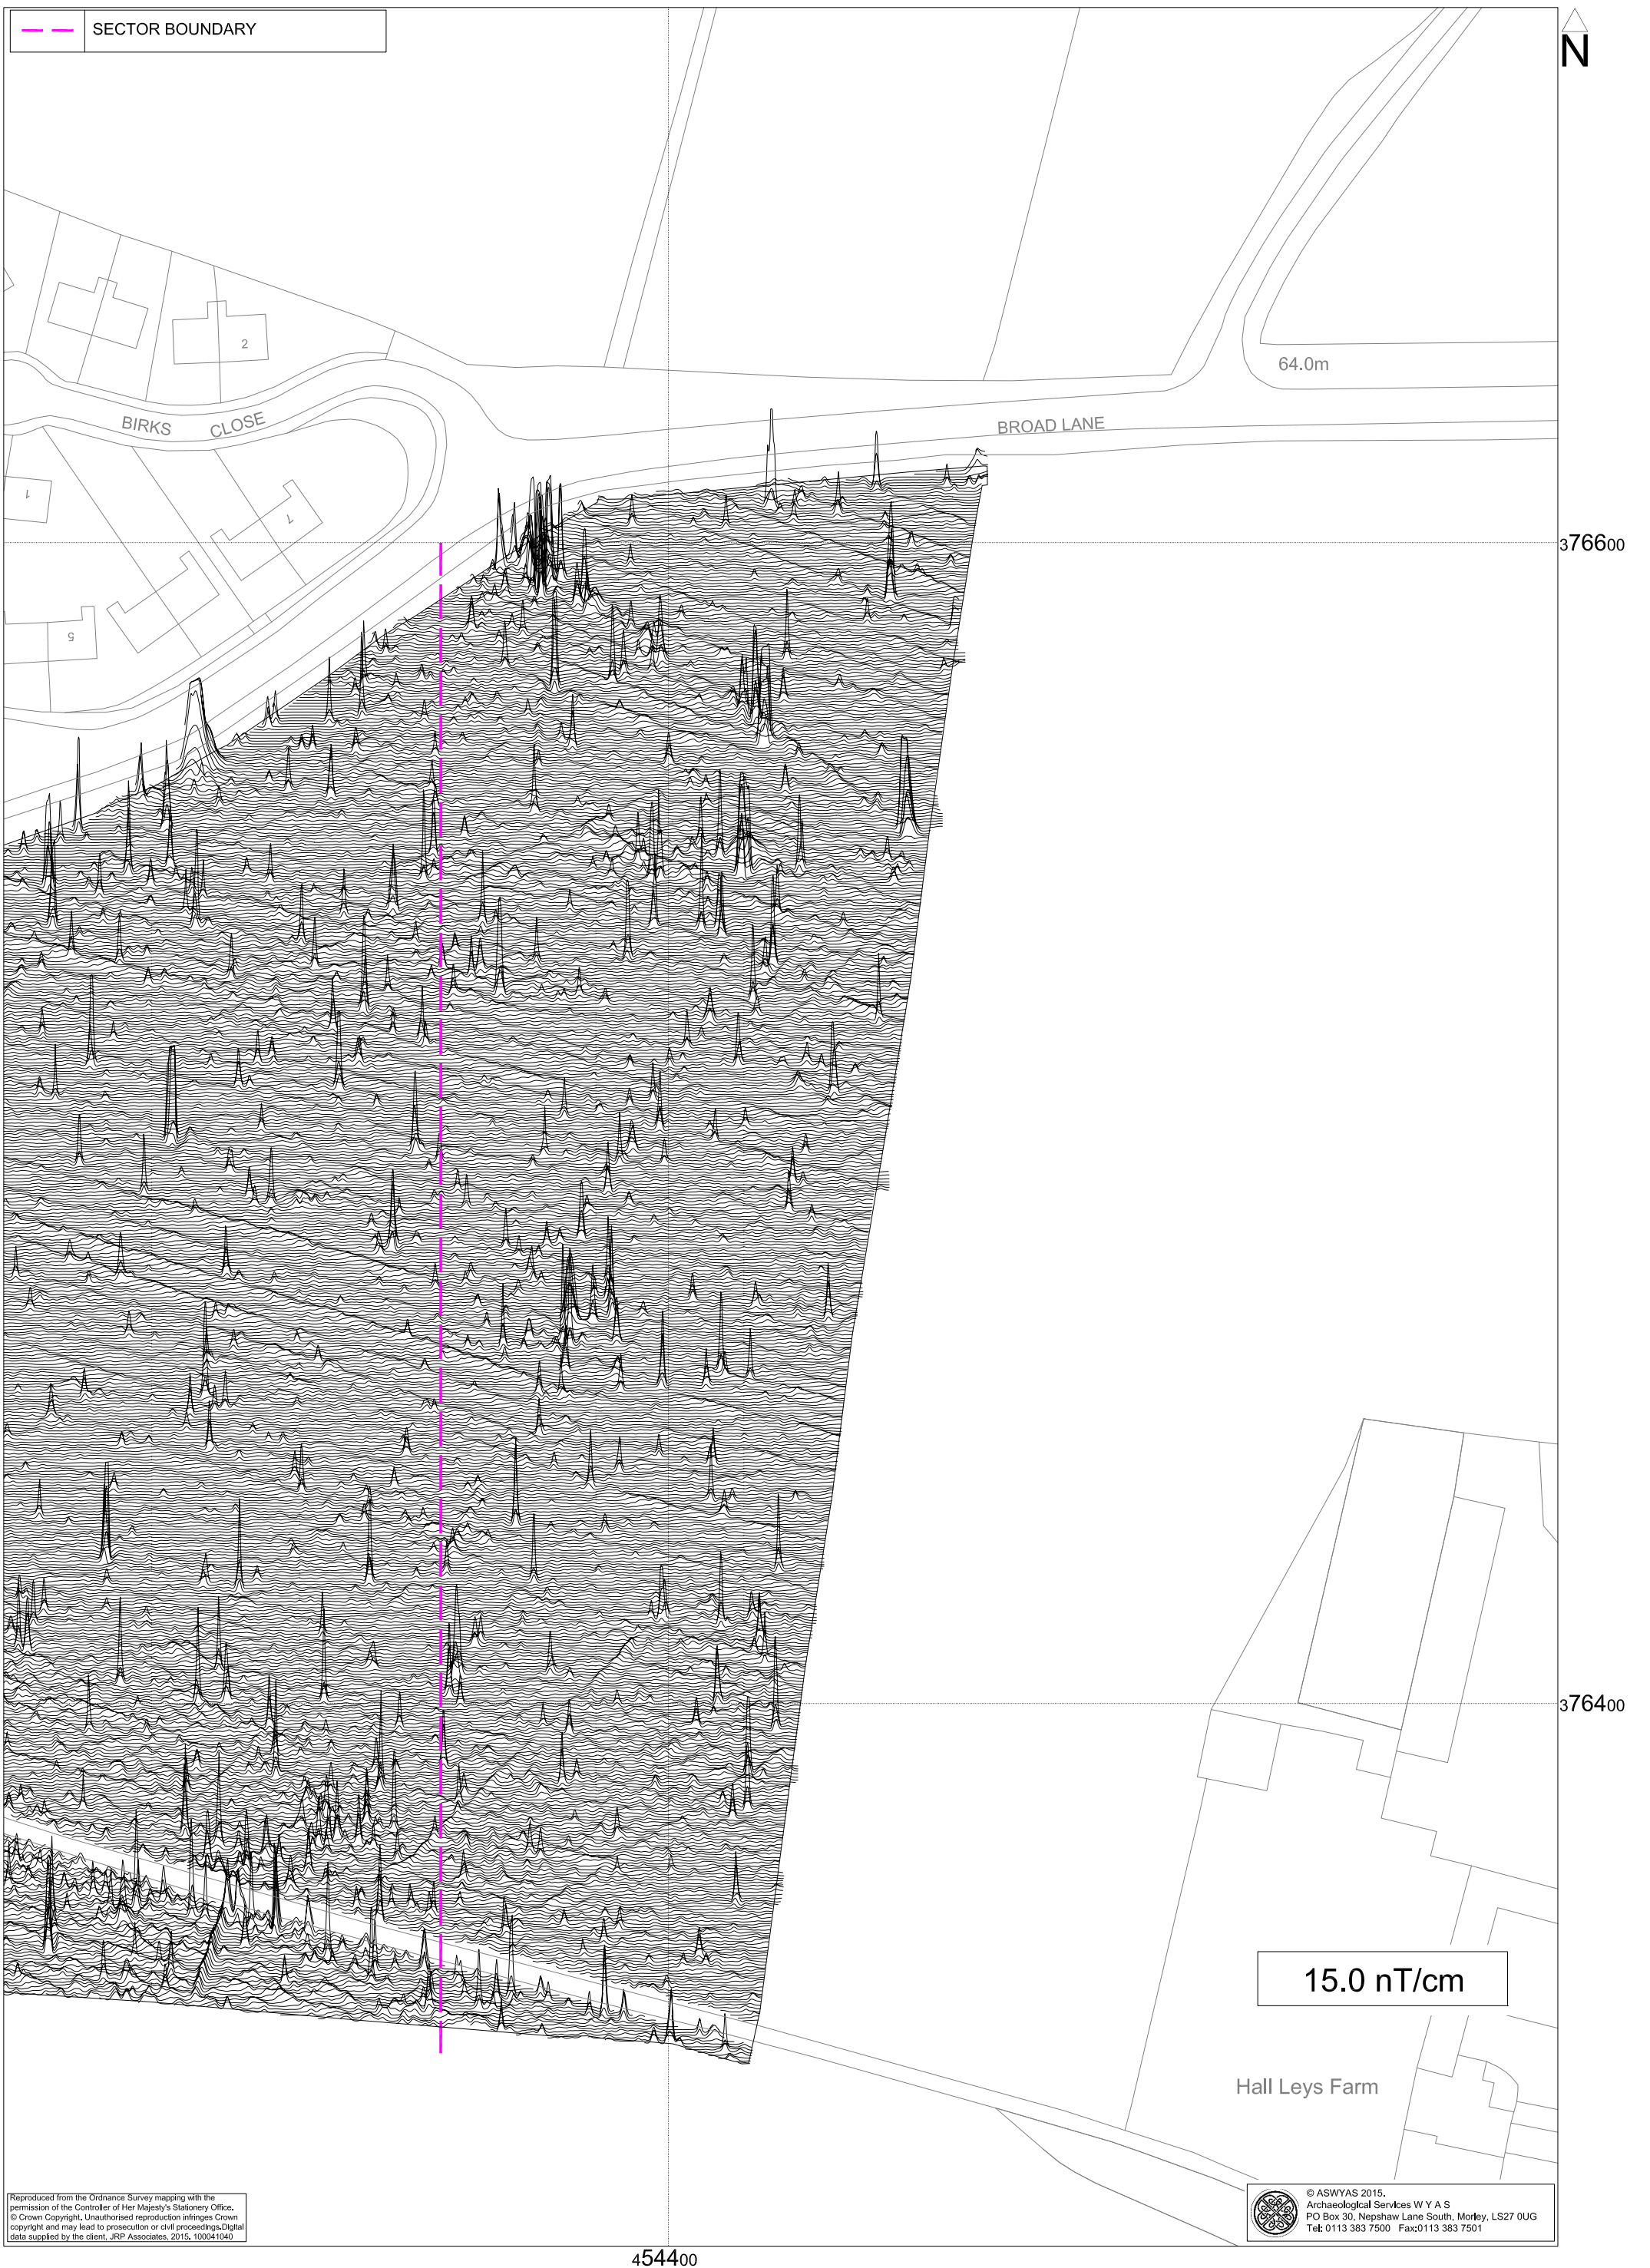 SECTOR BOUNDARY
N
2
64.0m
BIRKS CLOSE
BROAD LANE
1
7
376600
5
376400
15.0 nT/cm
Hall Leys Farm
Reproduced from the Ordnance Survey mapping with the
permission of the Controller of Her Majesty's Stationery Office.
© Crown Copyright. Unauthorised reproduction infringes Crown
copyright and may lead to prosecution or civil proceedings.Digital
data supplied by the client, JRP Associates, 2015. 100041040
© ASWYAS 2015.
Archaeological Services W Y A S
PO Box 30, Nepshaw Lane South, Morley, LS27 0UG
Tel: 0113 383 7500 Fax:0113 383 7501
454400